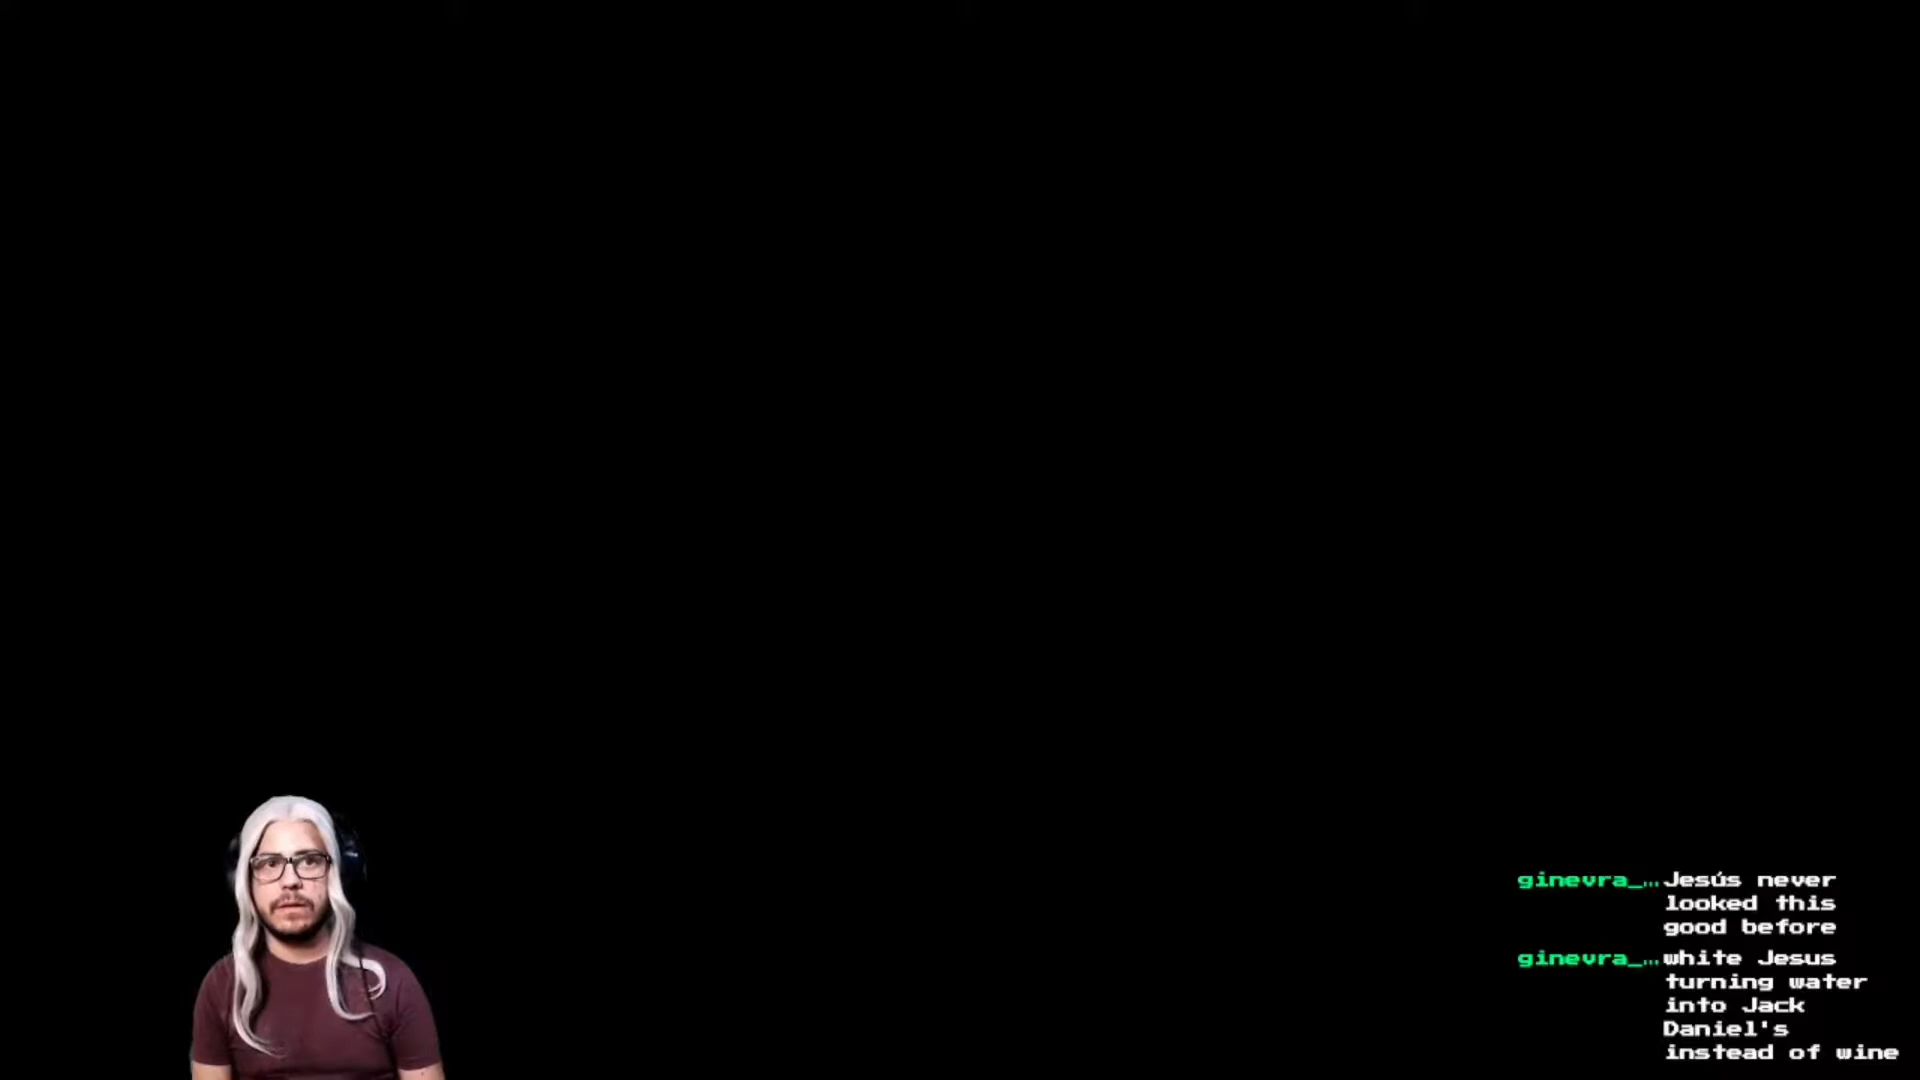 ginevra_…Jesús never
looked this
good before
ginevra_…white Jesus
turning water
into Jack
Daniel's
instead of wine